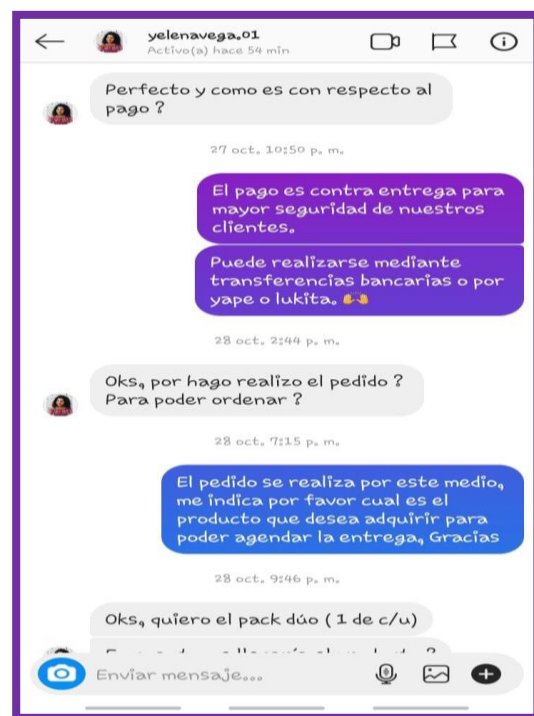 yelenavega.01
Activo(a) hace 54 min
Perfecto y como es con respecto al
pago ?
27 oct. 10:50 p. m.
El pago es contra entrega para
mayor seguridad de nuestros
clientes.
Puede realizarse mediante
transferencias bancarias o por
yape o lukita. 🙌
28 oct. 2:44 p. m.
Oks, por hago realizo el pedido ?
Para poder ordenar ?
28 oct. 7:15 p. m.
El pedido se realiza por este medio,
me indica por favor cual es el
producto que desea adquirir para
poder agendar la entrega, Gracias
28 oct. 9:46 p. m.
Oks, quiero el pack dúo ( 1 de c/u)
Enviar mensaje...